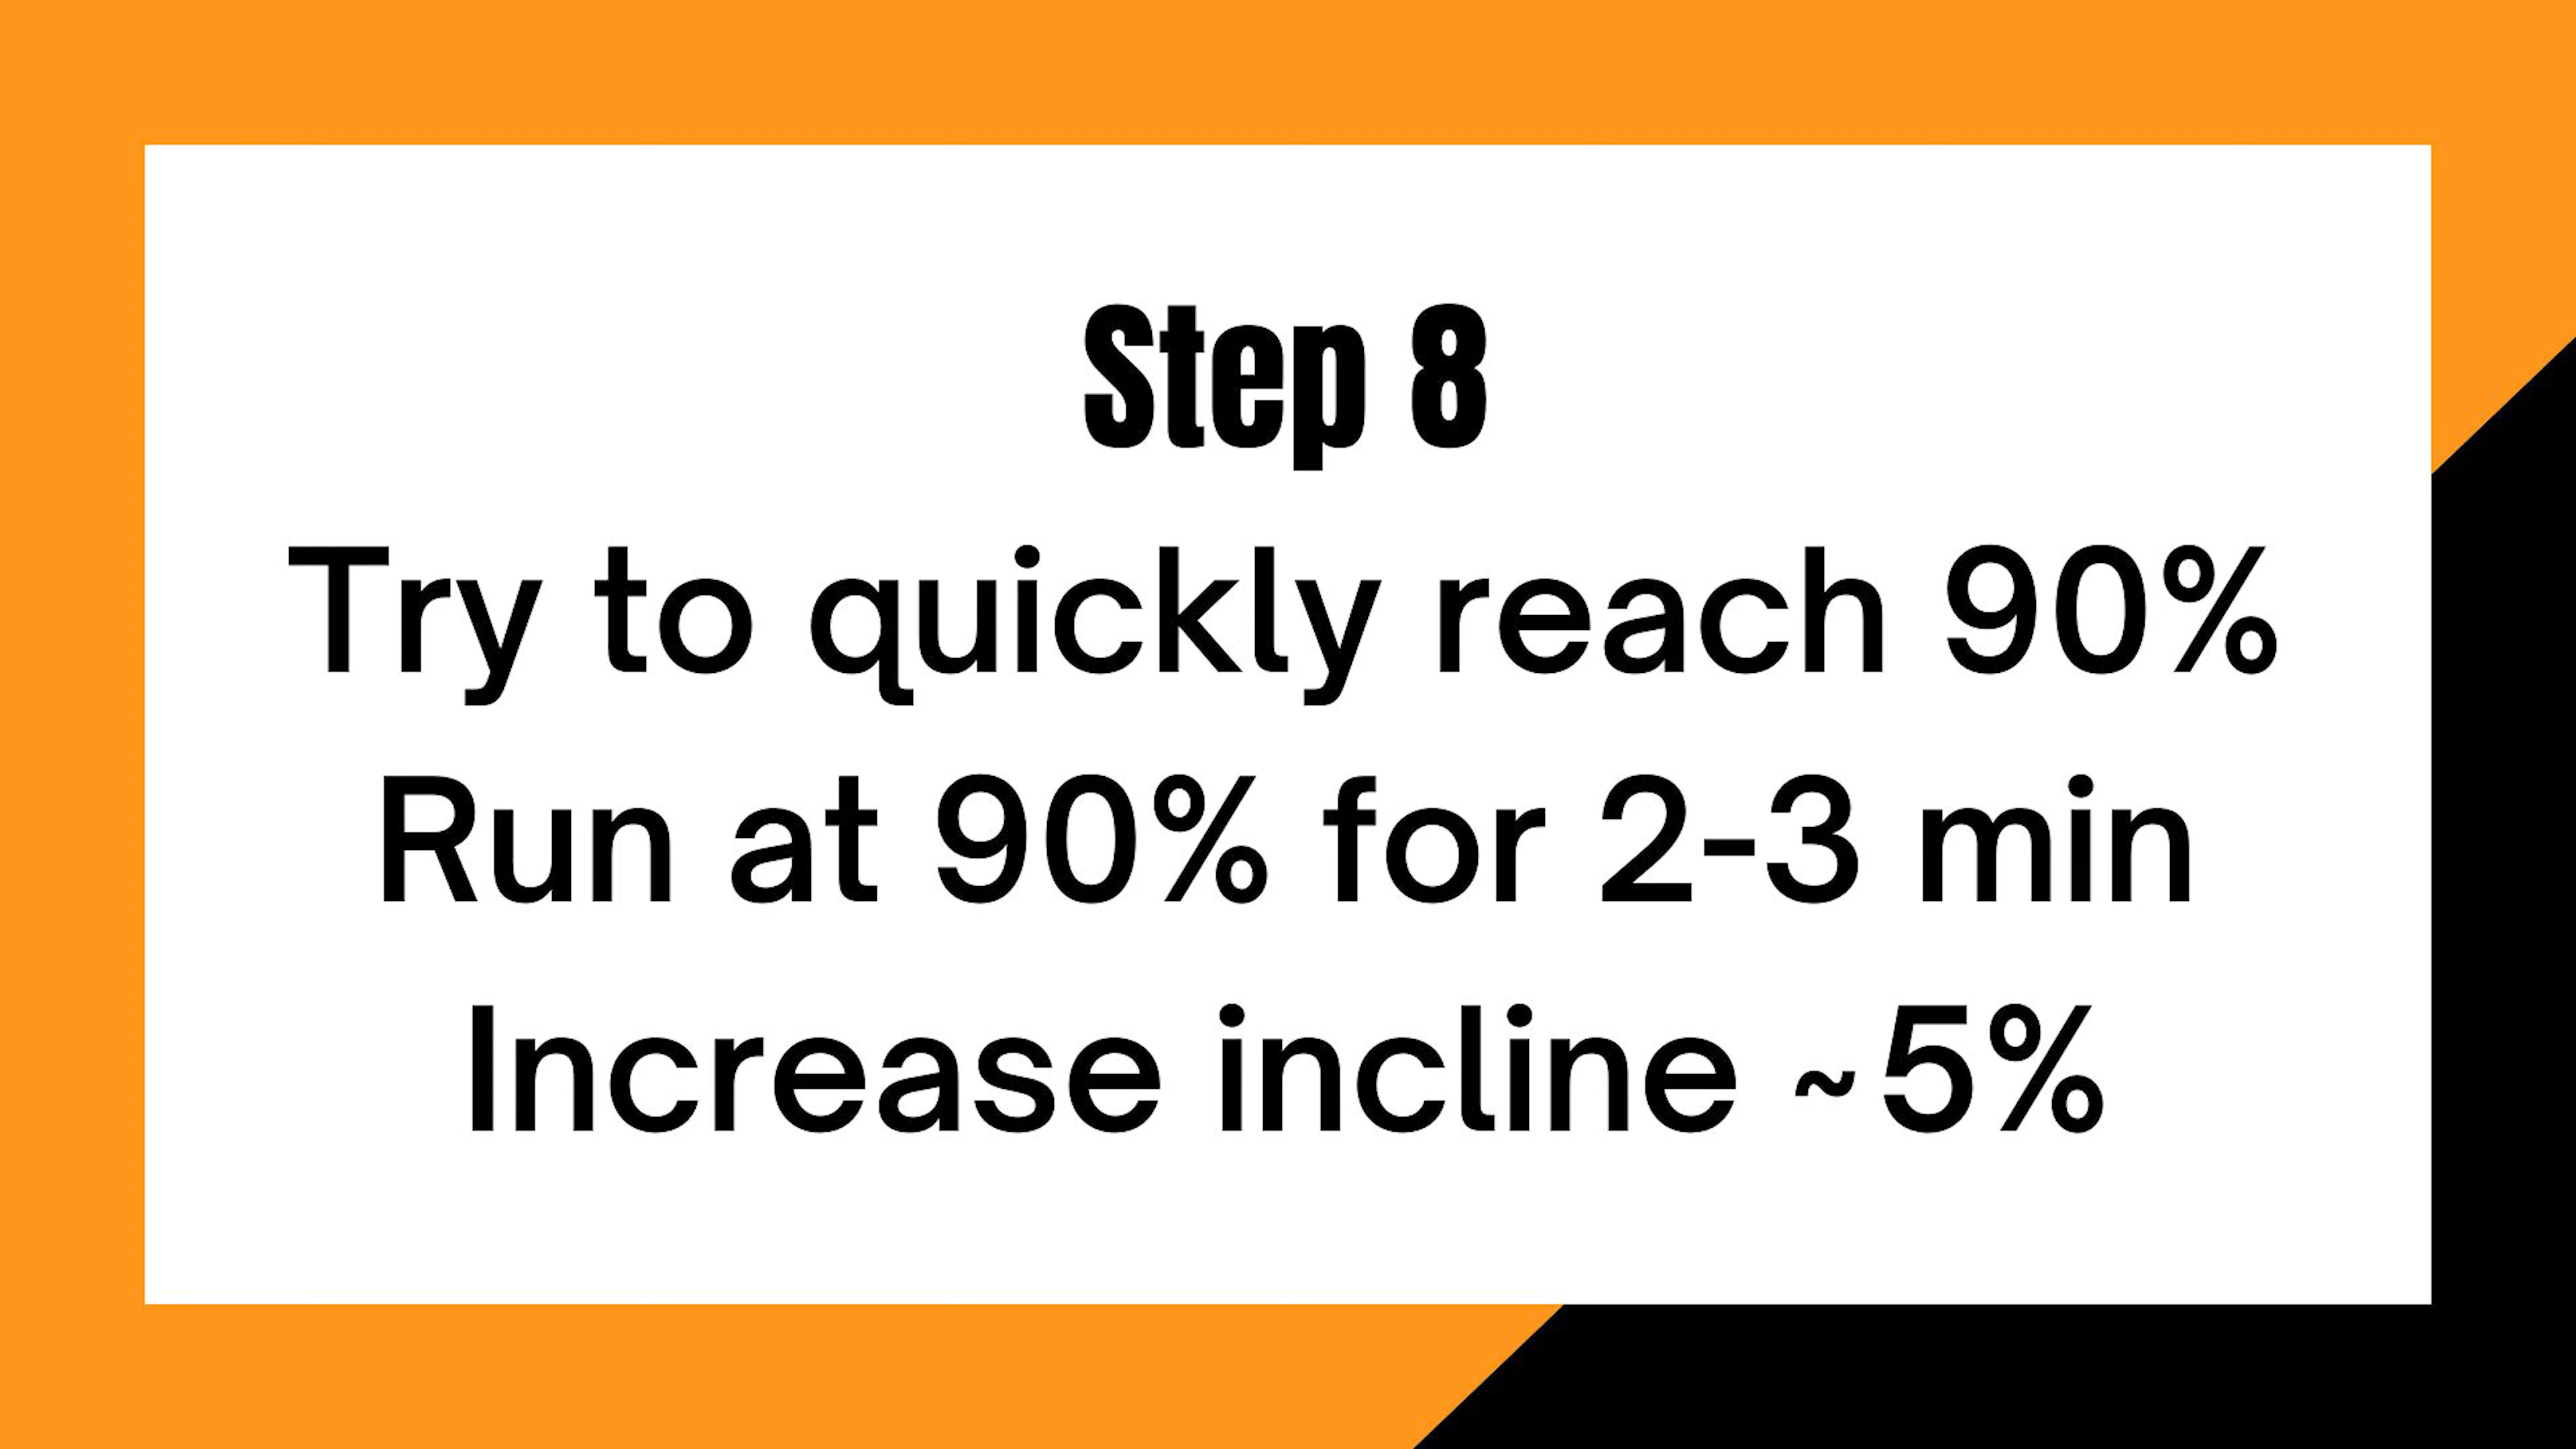 Step 8
Try to quickly reach 90%
Run at 90% for 2-3 min
Increase incline ~5%